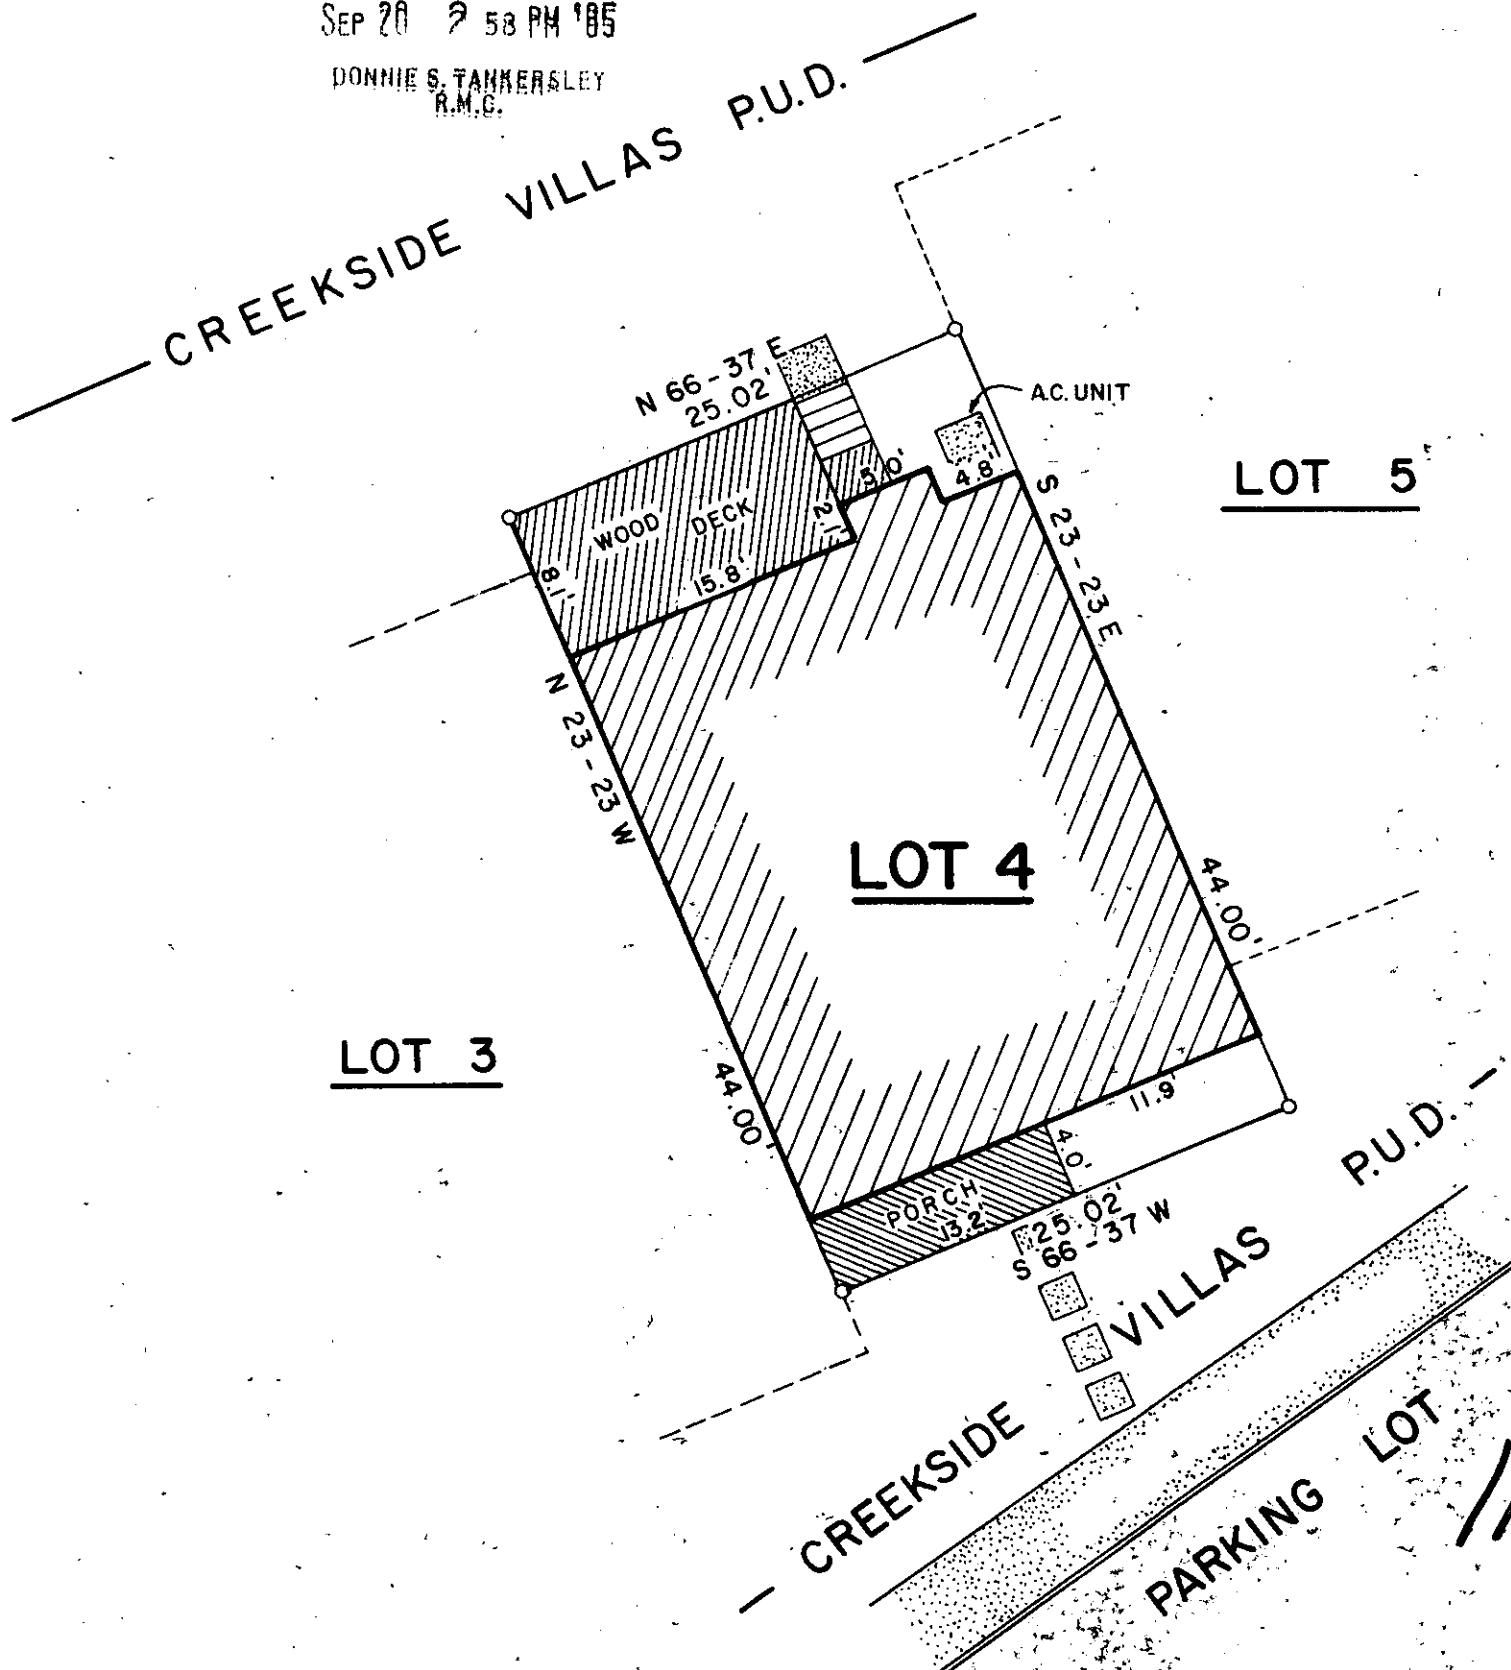 SEP 20 2 58 PM '85
DONNIE S. TANKERSLEY
R.M.C.
CREEKSIDE VILLAS P.U.D.
N 66-37 E
25.02'
A.C. UNIT
LOT 5
5.0'
4.8'
WOOD DECK
2.1'
15.8'
8.1'
S 23-23 E
44.00'
N 23-23 W
44.00'
LOT 4
LOT 3
11.9'
4.0'
PORCH
13.2'
25.02'
S 66-37 W
CREEKSIDE VILLAS P.U.D.
PARKING LOT